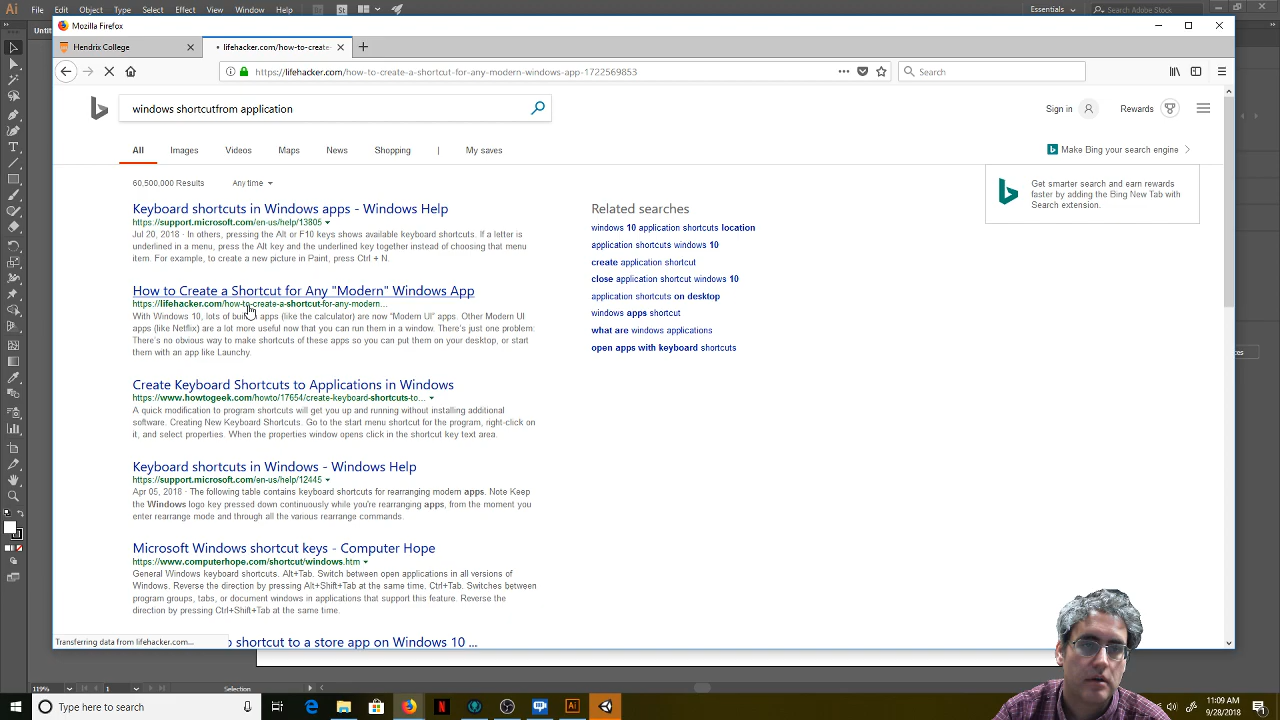 File Edit Object Type Select Effect View Window Help Br St Essentials Search Adobe Stock
Mozilla Firefox
Hendrix College lifehacker.com/how-to-create-
https://lifehacker.com/how-to-create-a-shortcut-for-any-modern-windows-app-1722569853 Search
windows shortcutfrom application Sign in Rewards
All Images Videos Maps News Shopping | My saves Make Bing your search engine
60,500,000 Results Any time
Get smarter search and earn rewards
faster by adding the Bing New Tab with
Search extension.
Keyboard shortcuts in Windows apps - Windows Help
https://support.microsoft.com/en-us/help/13805
Jul 20, 2018 · In others, pressing the Alt or F10 keys shows available keyboard shortcuts. If a letter is
underlined in a menu, press the Alt key and the underlined key together instead of choosing that menu
item. For example, to create a new picture in Paint, press Ctrl + N.
How to Create a Shortcut for Any "Modern" Windows App
https://lifehacker.com/how-to-create-a-shortcut-for-any-modern...
With Windows 10, lots of apps (like the calculator) are now "Modern UI" apps. Other Modern UI
apps (like Netflix) are a lot more useful now that you can run them in a window. There's just one problem:
There's no obvious way to make shortcuts of these apps so you can put them on your desktop, or start
them with an app like Launchy.
Create Keyboard Shortcuts to Applications in Windows
https://www.howtogeek.com/howto/17654/create-keyboard-shortcuts-to...
A quick modification to program shortcuts will get you up and running without installing additional
software. Creating New Keyboard Shortcuts. Go to the start menu shortcut for the program, right-click on
it, and select properties. When the properties window opens click in the shortcut key text area.
Keyboard shortcuts in Windows - Windows Help
https://support.microsoft.com/en-us/help/12445
Apr 05, 2018 · The following table contains keyboard shortcuts for rearranging modern apps. Note Keep
the Windows logo key pressed down continuously while you're rearranging apps, from the moment you
enter rearrange mode and through all the various rearrange commands.
Microsoft Windows shortcut keys - Computer Hope
https://www.computerhope.com/shortcut/windows.htm
General Windows keyboard shortcuts. Alt+Tab. Switch between open applications in all versions of
Windows. Reverse the direction by pressing Alt+Shift+Tab at the same time. Ctrl+Tab. Switches between
program groups, tabs, or document windows in applications that support this feature. Reverse the
direction by pressing Ctrl+Shift+Tab at the same time.
shortcut to a store app on Windows 10 ...
Related searches
windows 10 application shortcuts location
application shortcuts windows 10
create application shortcut
close application shortcut windows 10
application shortcuts on desktop
windows apps shortcut
what are windows applications
open apps with keyboard shortcuts
Transferring data from lifehacker.com...
119% 1 Selection
Type here to search
11:09 AM
9/28/2018